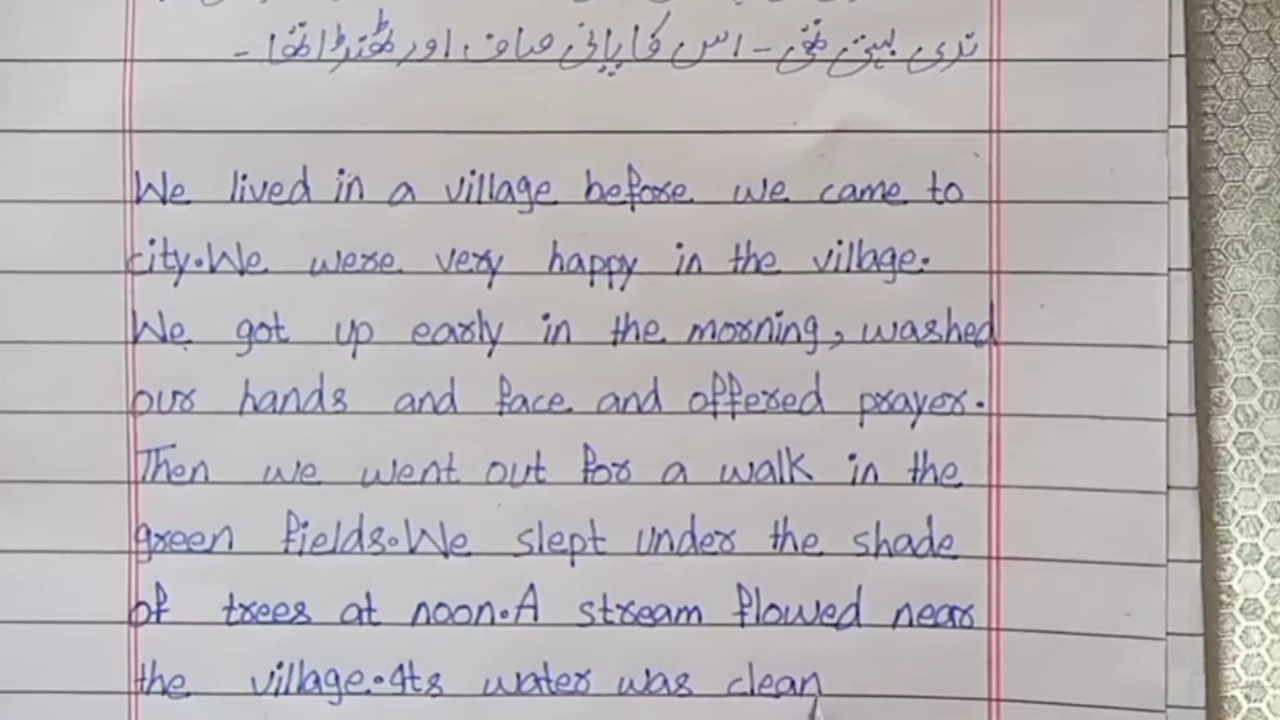 ندی بہتی تھی - اس کا پانی صاف اور ٹھنڈا تھا -
We lived in a village before we came to
city. We were very happy in the village.
We got up early in the morning, washed
our hands and face and offered prayer.
Then we went out for a walk in the
green fields. We slept under the shade
of trees at noon. A stream flowed near
the village. Its water was clean